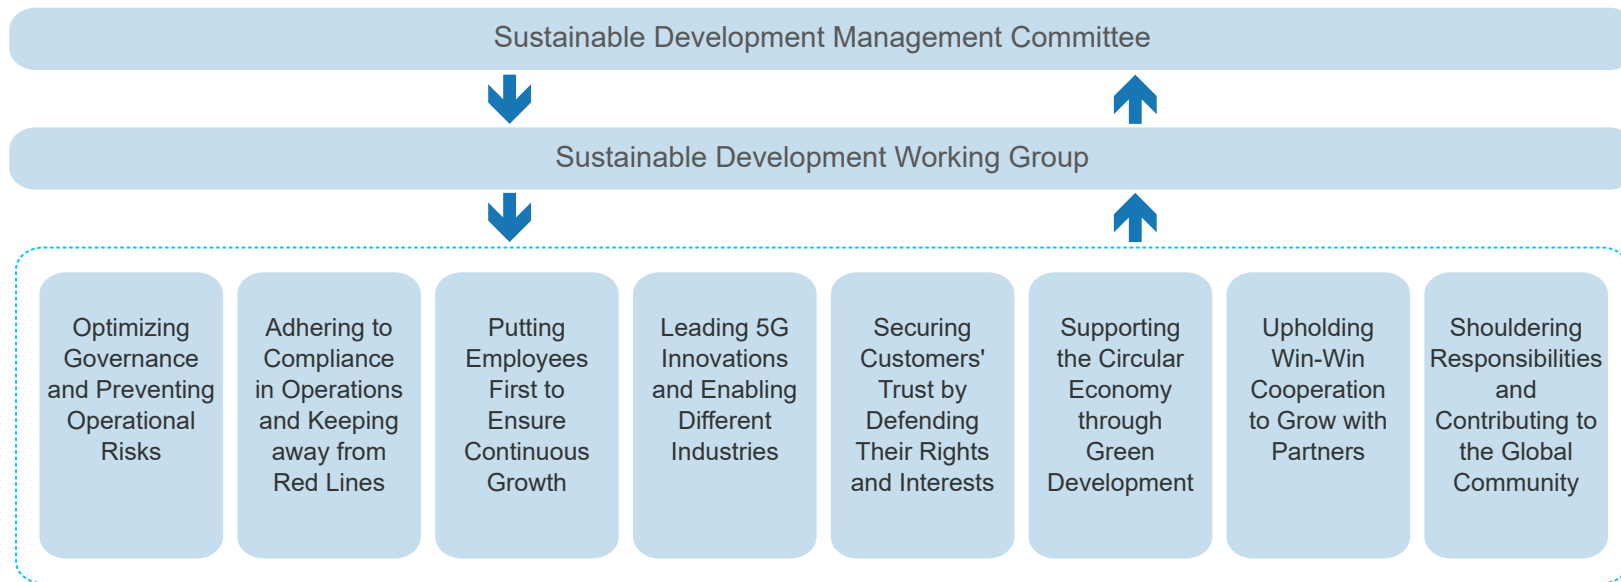 Sustainable Development Management Committee
Sustainable Development Working Group
Optimizing
Governance
and Preventing
Operational
Risks
Adhering to
Compliance
in Operations
and Keeping
away from
Red Lines
Putting
Employees
First to
Ensure
Continuous
Growth
Leading 5G
Innovations
and Enabling
Different
Industries
Securing
Customers'
Trust by
Defending
Their Rights
and Interests
Supporting
the Circular
Economy
through
Green
Development
Upholding
Win-Win
Cooperation
to Grow with
Partners
Shouldering
Responsibilities
and
Contributing to
the Global
Community